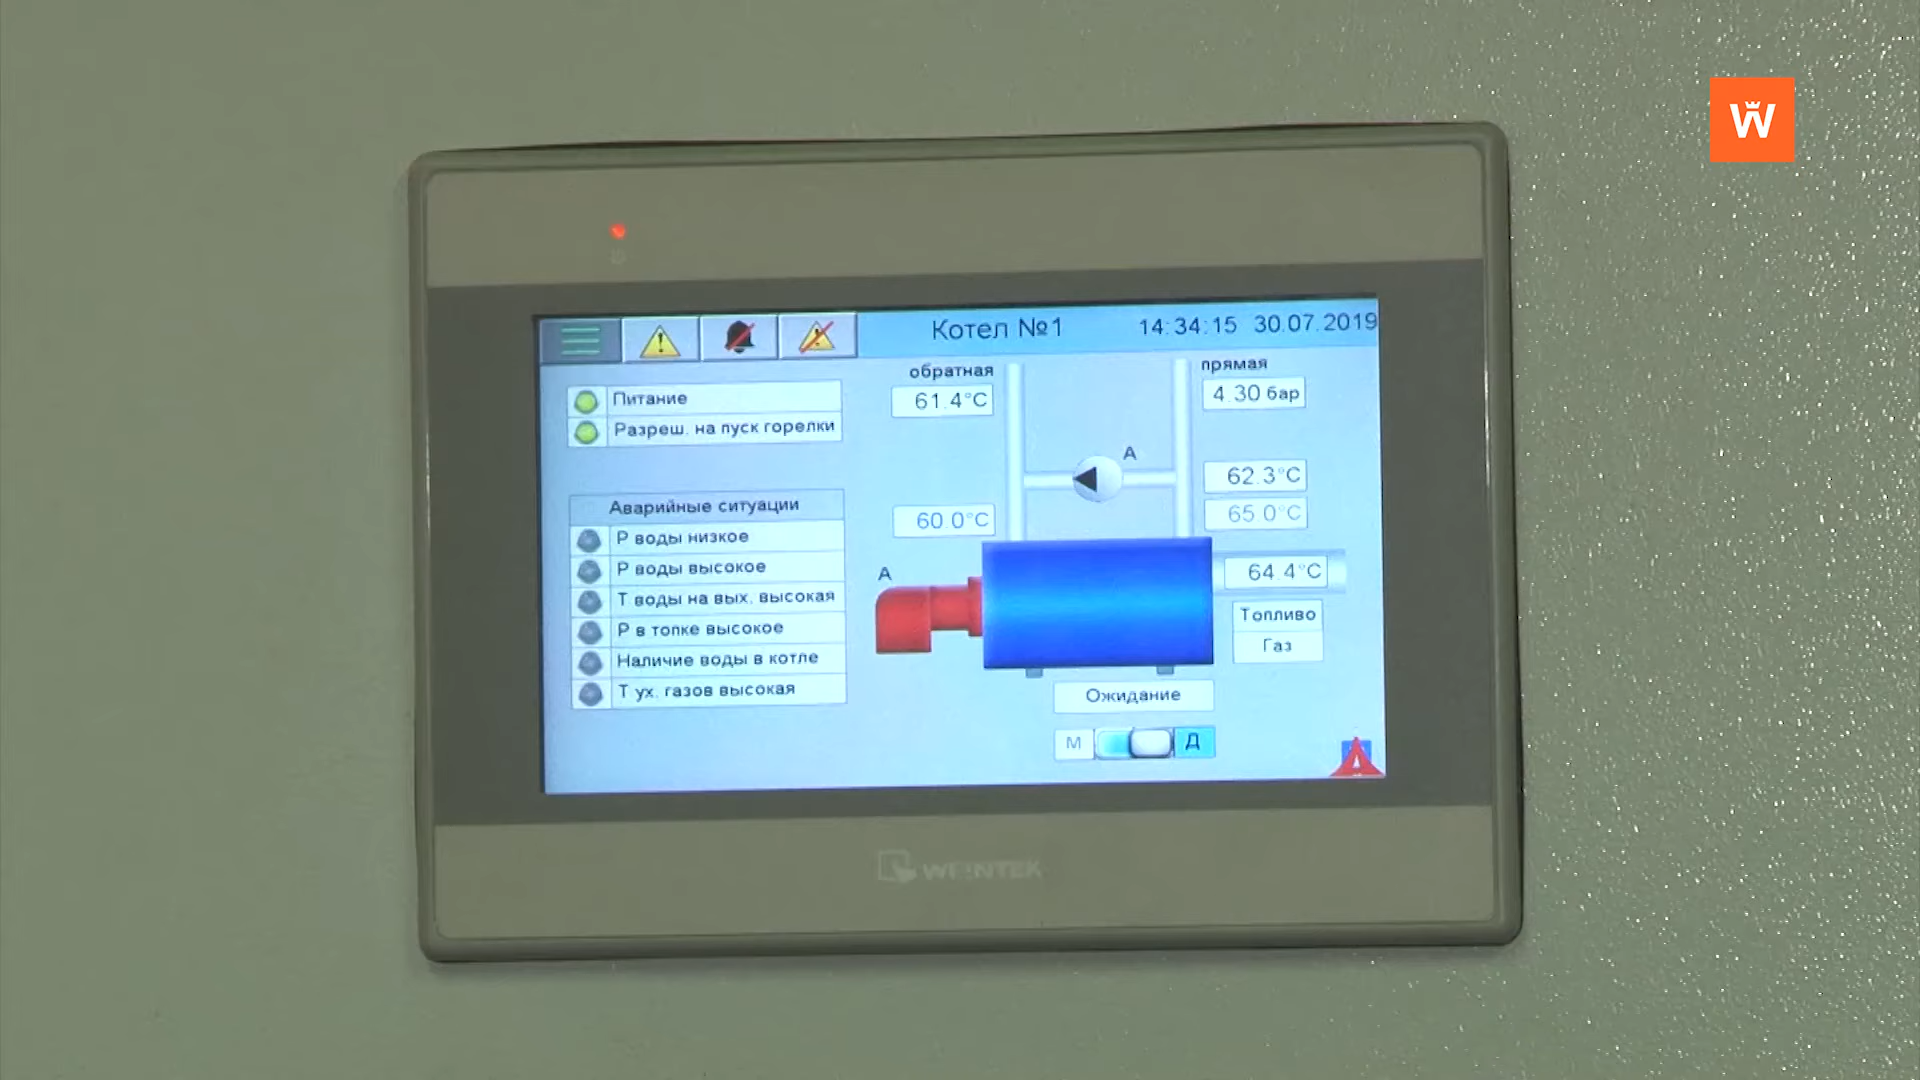 W
Котел №1
14:34:15 30.07.2019
Питание
Разреш. на пуск горелки
Аварийные ситуации
Р воды низкое
Р воды высокое
Т воды на вых. высокая
Р в топке высокое
Наличие воды в котле
Т ух. газов высокая
обратная
61.4°C
60.0°C
А
А
прямая
4.30 бар
62.3°C
65.0°C
64.4°C
Топливо
Газ
Ожидание
М
Д
WEINTEK